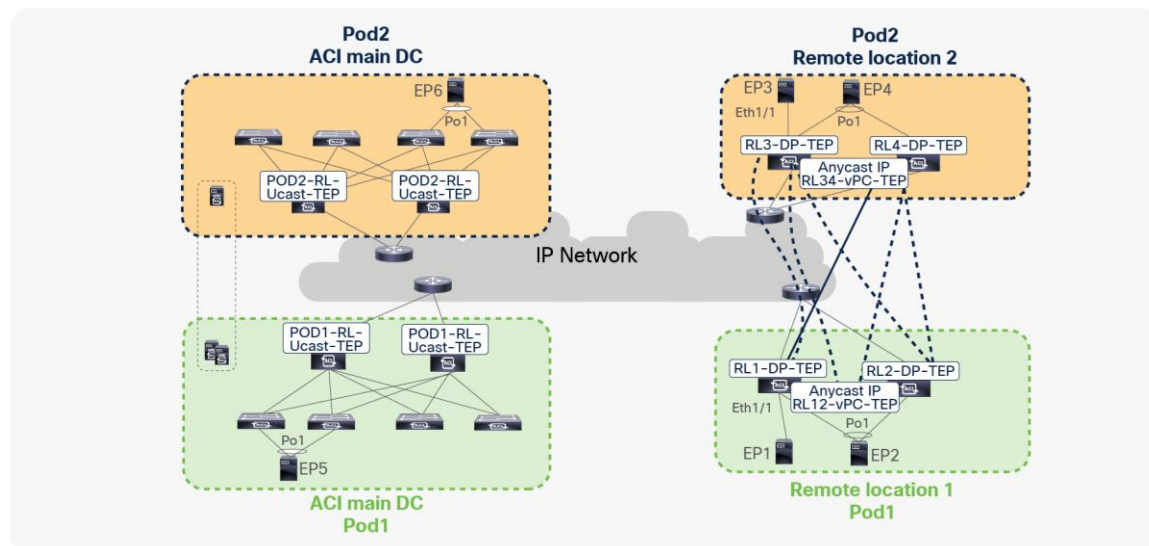 Pod2
ACI main DC
EP6
Po1
POD2-RL-
Ucast-TEP
POD2-RL-
Ucast-TEP
Pod2
Remote location 2
EP3
EP4
Eth1/1
Po1
RL3-DP-TEP
RL4-DP-TEP
Anycast IP
RL34-vPC-TEP
IP Network
POD1-RL-
Ucast-TEP
POD1-RL-
Ucast-TEP
Po1
EP5
ACI main DC
Pod1
RL1-DP-TEP
RL2-DP-TEP
Anycast IP
RL12-vPC-TEP
Eth1/1
Po1
EP1
EP2
Remote location 1
Pod1